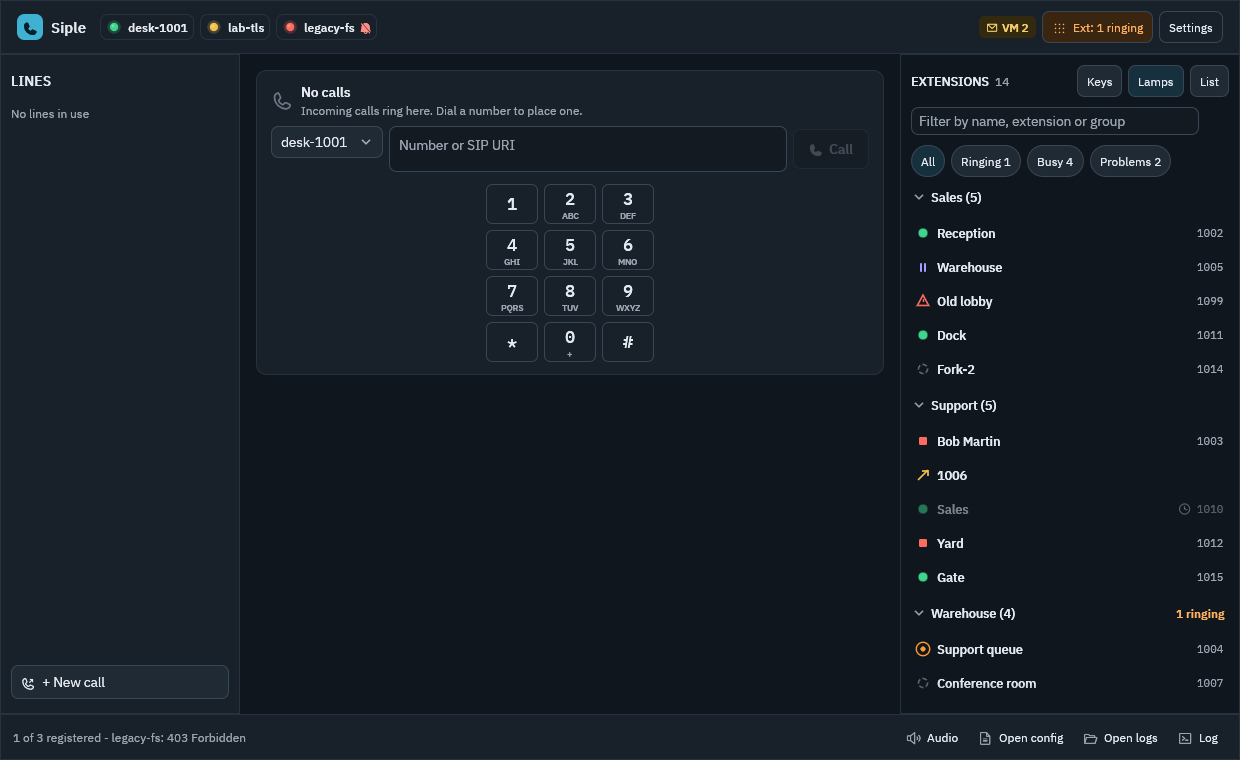 Siple
desk-1001
lab-tls
legacy-fs
VM 2
Ext: 1 ringing
Settings
LINES
No lines in use
+ New call
No calls
Incoming calls ring here. Dial a number to place one.
desk-1001
Number or SIP URI
Call
1
2
ABC
3
DEF
4
GHI
5
JKL
6
MNO
7
PQRS
8
TUV
9
WXYZ
*
0
+
#
EXTENSIONS 14
Keys
Lamps
List
Filter by name, extension or group
All
Ringing 1
Busy 4
Problems 2
Sales (5)
Reception 1002
Warehouse 1005
Old lobby 1099
Dock 1011
Fork-2 1014
Support (5)
Bob Martin 1003
1006
Sales 1010
Yard 1012
Gate 1015
Warehouse (4) 1 ringing
Support queue 1004
Conference room 1007
1 of 3 registered - legacy-fs: 403 Forbidden
Audio
Open config
Open logs
Log